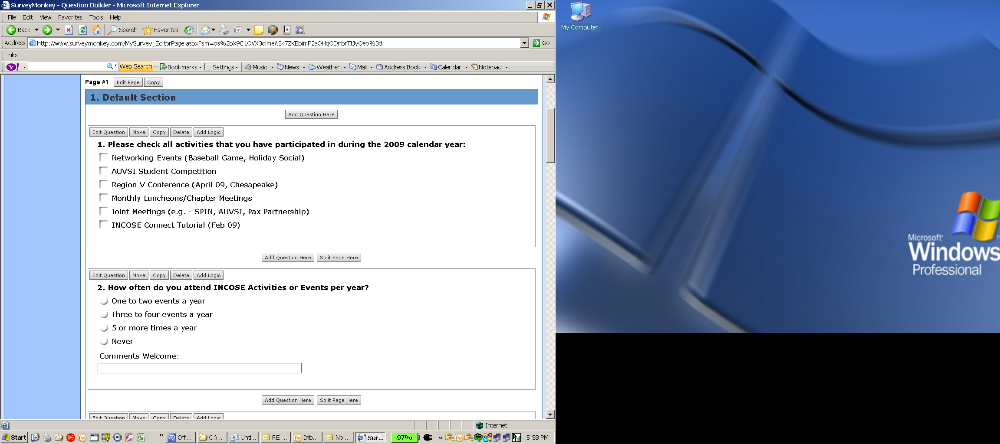 SurveyMonkey - Question Builder - Microsoft Internet Explorer
File Edit View Favorites Tools Help
Back Search Favorites
Address http://www.surveymonkey.com/MySurvey_EditorPage.aspx?sm=os%2bX9C1OVX3dlmeA3k7ZKEbimF2aOHqODnbrTfJyOeo%3d Go
Links
Y! Web Search Bookmarks Settings Music News Weather Mail Address Book Calendar Notepad
Page #1 Edit Page Copy
1. Default Section
Add Question Here
Edit Question Move Copy Delete Add Logic
1. Please check all activities that you have participated in during the 2009 calendar year:
Networking Events (Baseball Game, Holiday Social)
AUVSI Student Competition
Region V Conference (April 09, Chesapeake)
Monthly Luncheons/Chapter Meetings
Joint Meetings (e.g. - SPIN, AUVSI, Pax Partnership)
INCOSE Connect Tutorial (Feb 09)
Add Question Here Split Page Here
Edit Question Move Copy Delete Add Logic
2. How often do you attend INCOSE Activities or Events per year?
One to two events a year
Three to four events a year
5 or more times a year
Never
Comments Welcome:
Add Question Here Split Page Here
Edit Question Move Copy Delete Add Logic
Internet
Start » Offi... C:\... Unti... RE: ... Inb... No... Sur... 97% « 5:58 PM
My Computer
Microsoft
Windows
Professional